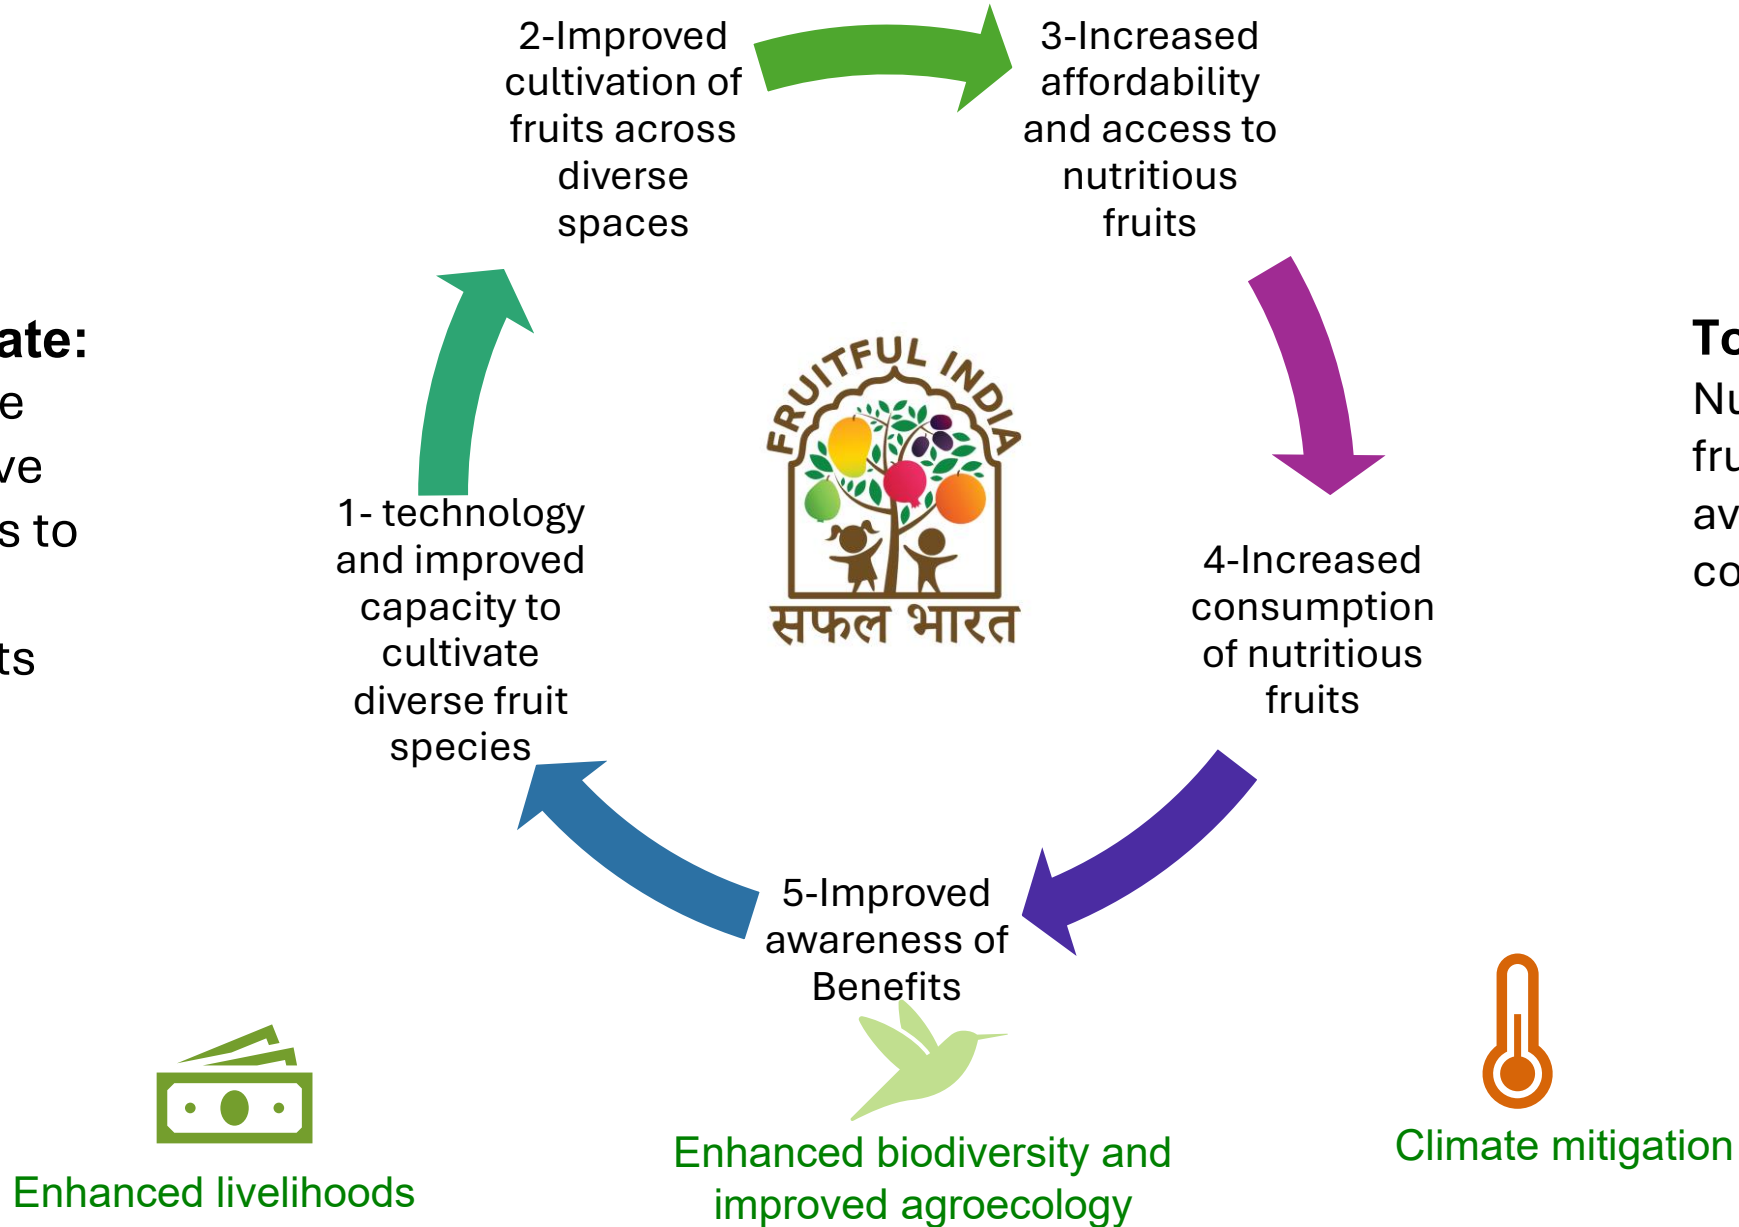 2-Improved
cultivation of
fruits across
diverse
spaces
3-Increased
affordability
and access to
nutritious
fruits
ate:
e
ve
s to
ts
FRUITFUL INDIA
सफल भारत
To
Nu
fru
av
co
1- technology
and improved
capacity to
cultivate
diverse fruit
species
4-Increased
consumption
of nutritious
fruits
5-Improved
awareness of
Benefits
Enhanced livelihoods
Enhanced biodiversity and
improved agroecology
Climate mitigation